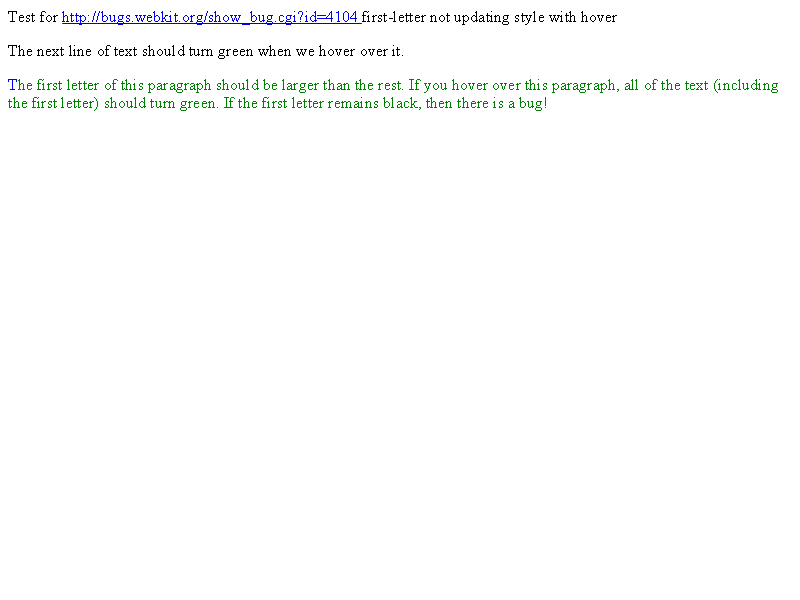 Test for http://bugs.webkit.org/show_bug.cgi?id=4104 first-letter not updating style with hover
The next line of text should turn green when we hover over it.
The first letter of this paragraph should be larger than the rest. If you hover over this paragraph, all of the text (including
the first letter) should turn green. If the first letter remains black, then there is a bug!